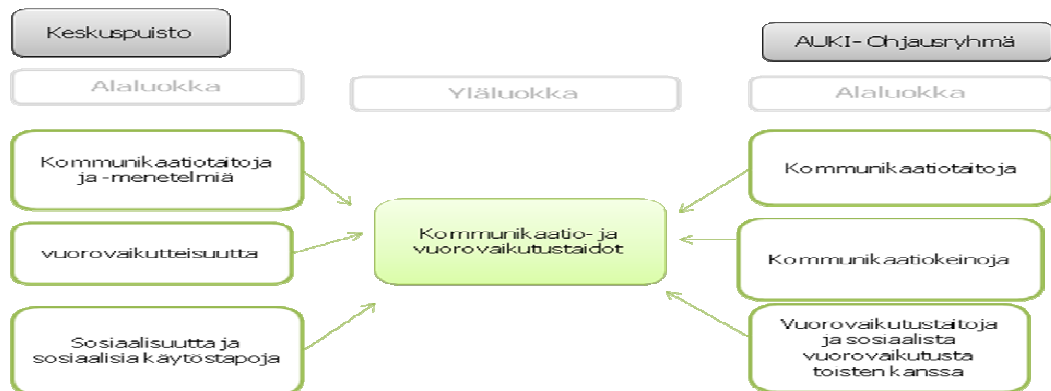 Keskuspuisto
AUKI- Ohjausryhmä
Alaluokka
Yläluokka
Alaluokka
Kommunikaatiotaitoja
ja -menetelmiä
vuorovaikutteisuutta
Sosiaalisuutta ja
sosiaalisia käytöstapoja
Kommunikaatio- ja
vuorovaikutustaidot
Kommunikaatiotaitoja
Kommunikaatiokeinoja
Vuorovaikutustaitoja
ja sosiaalista
vuorovaikutusta
toisten kanssa